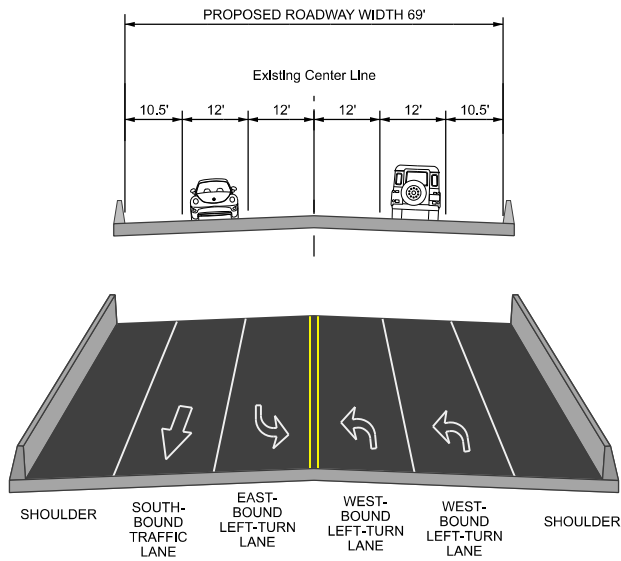 PROPOSED ROADWAY WIDTH 69'
Existing Center Line
10.5' 12' 12' 12' 12' 10.5'
SHOULDER
SOUTH-
BOUND
TRAFFIC
LANE
EAST-
BOUND
LEFT-TURN
LANE
WEST-
BOUND
LEFT-TURN
LANE
WEST-
BOUND
LEFT-TURN
LANE
SHOULDER